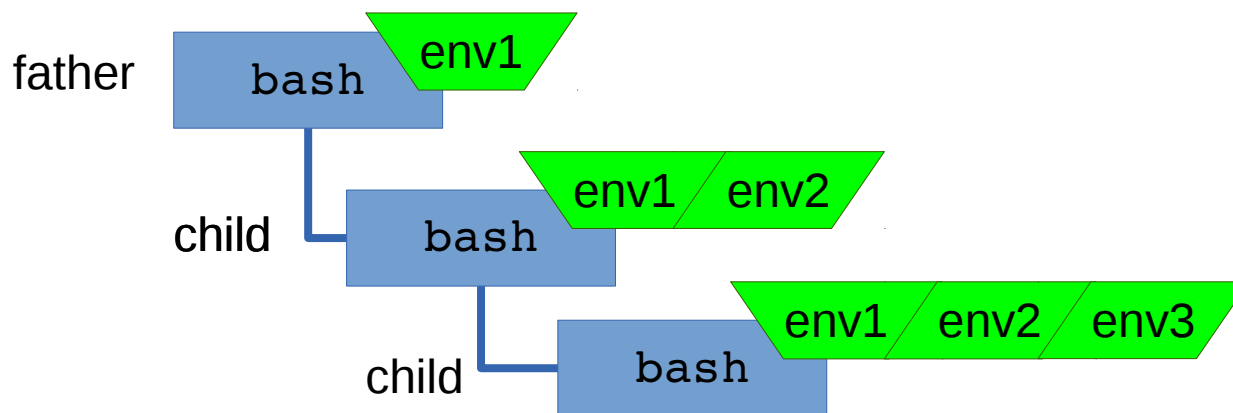 father bash env1
child bash env1 env2
child bash env1 env2 env3